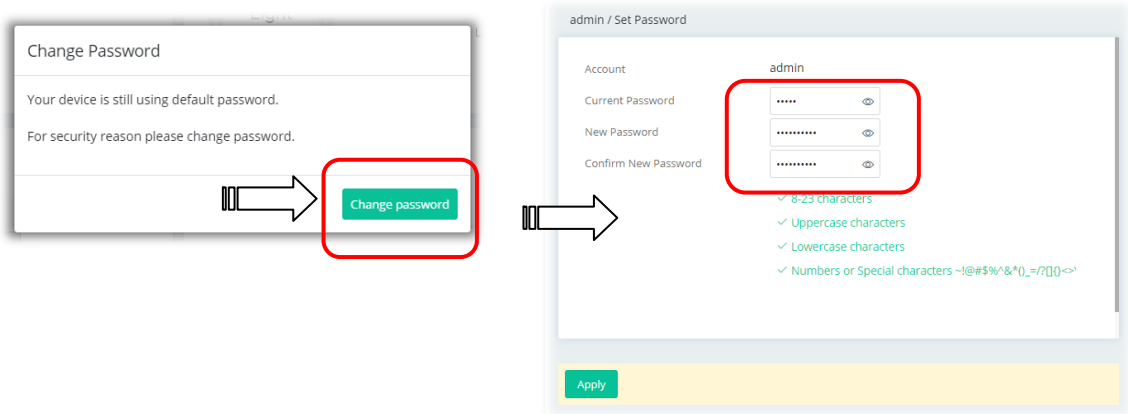 Change Password
Your device is still using default password.
For security reason please change password.
Change password
admin / Set Password
Account admin
Current Password •••••
New Password ••••••••••
Confirm New Password ••••••••••
✓ 8-23 characters
✓ Uppercase characters
✓ Lowercase characters
✓ Numbers or Special characters ~!@#$%^&*()_=/?[]{}<>\
Apply